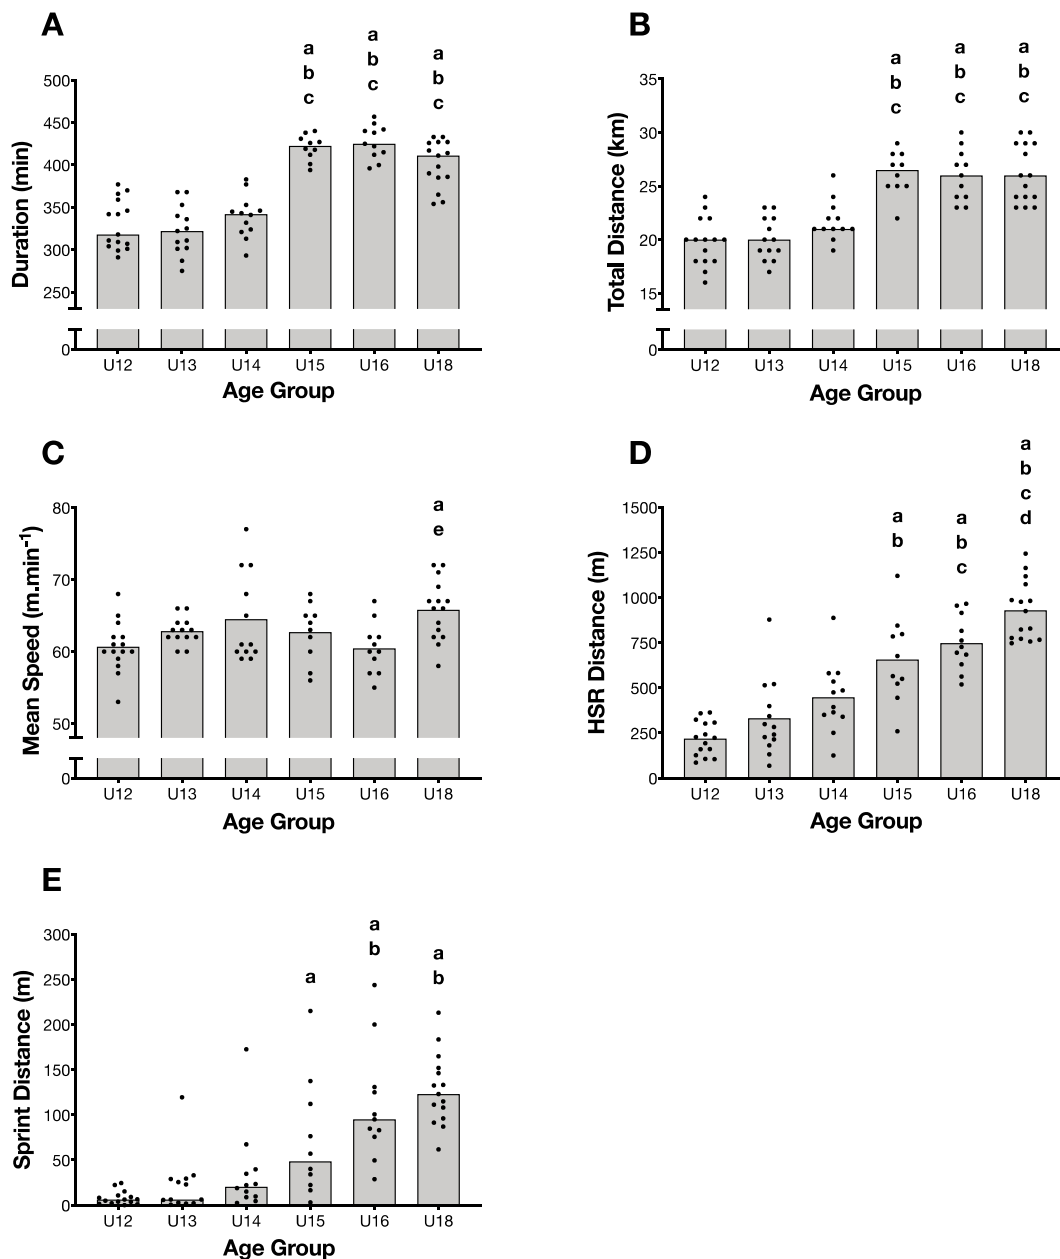 A
a
b
c
a
b
c
a
b
c
500
450
400
350
300
250
0
Duration (min)
U12 U13 U14 U15 U16 U18
Age Group
B
a
b
c
a
b
c
a
b
c
35
30
25
20
15
0
Total Distance (km)
U12 U13 U14 U15 U16 U18
Age Group
C
a
e
80
70
60
50
0
Mean Speed (m.min-1)
U12 U13 U14 U15 U16 U18
Age Group
D
a
b
a
b
c
a
b
c
d
1500
1250
1000
750
500
250
0
HSR Distance (m)
U12 U13 U14 U15 U16 U18
Age Group
E
a
a
b
a
b
300
250
200
150
100
50
0
Sprint Distance (m)
U12 U13 U14 U15 U16 U18
Age Group